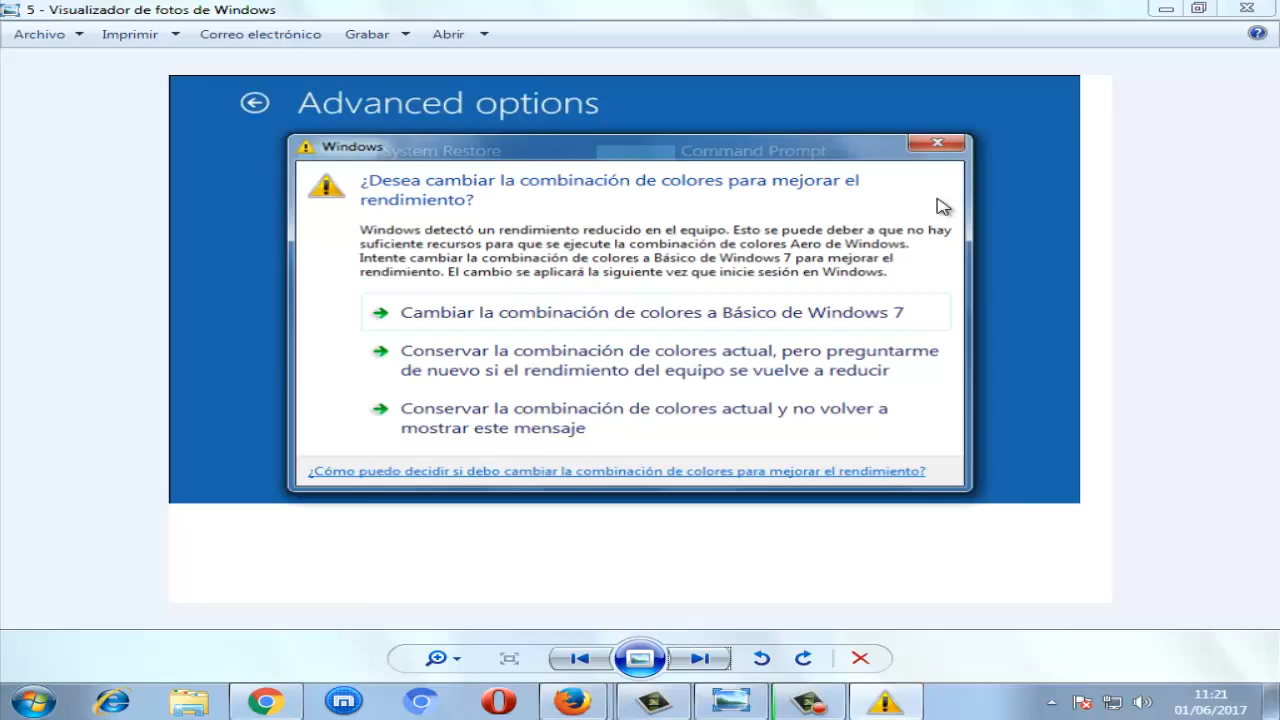 5 - Visualizador de fotos de Windows
Archivo Imprimir Correo electrónico Grabar Abrir
Advanced options
Windows
System Restore Command Prompt
¿Desea cambiar la combinación de colores para mejorar el
rendimiento?
Windows detectó un rendimiento reducido en el equipo. Esto se puede deber a que no hay
suficiente recursos para que se ejecute la combinación de colores Aero de Windows.
Intente cambiar la combinación de colores a Básico de Windows 7 para mejorar el
rendimiento. El cambio se aplicará la siguiente vez que inicie sesión en Windows.
Cambiar la combinación de colores a Básico de Windows 7
Conservar la combinación de colores actual, pero preguntarme
de nuevo si el rendimiento del equipo se vuelve a reducir
Conservar la combinación de colores actual y no volver a
mostrar este mensaje
¿Cómo puedo decidir si debo cambiar la combinación de colores para mejorar el rendimiento?
11:21
01/06/2017